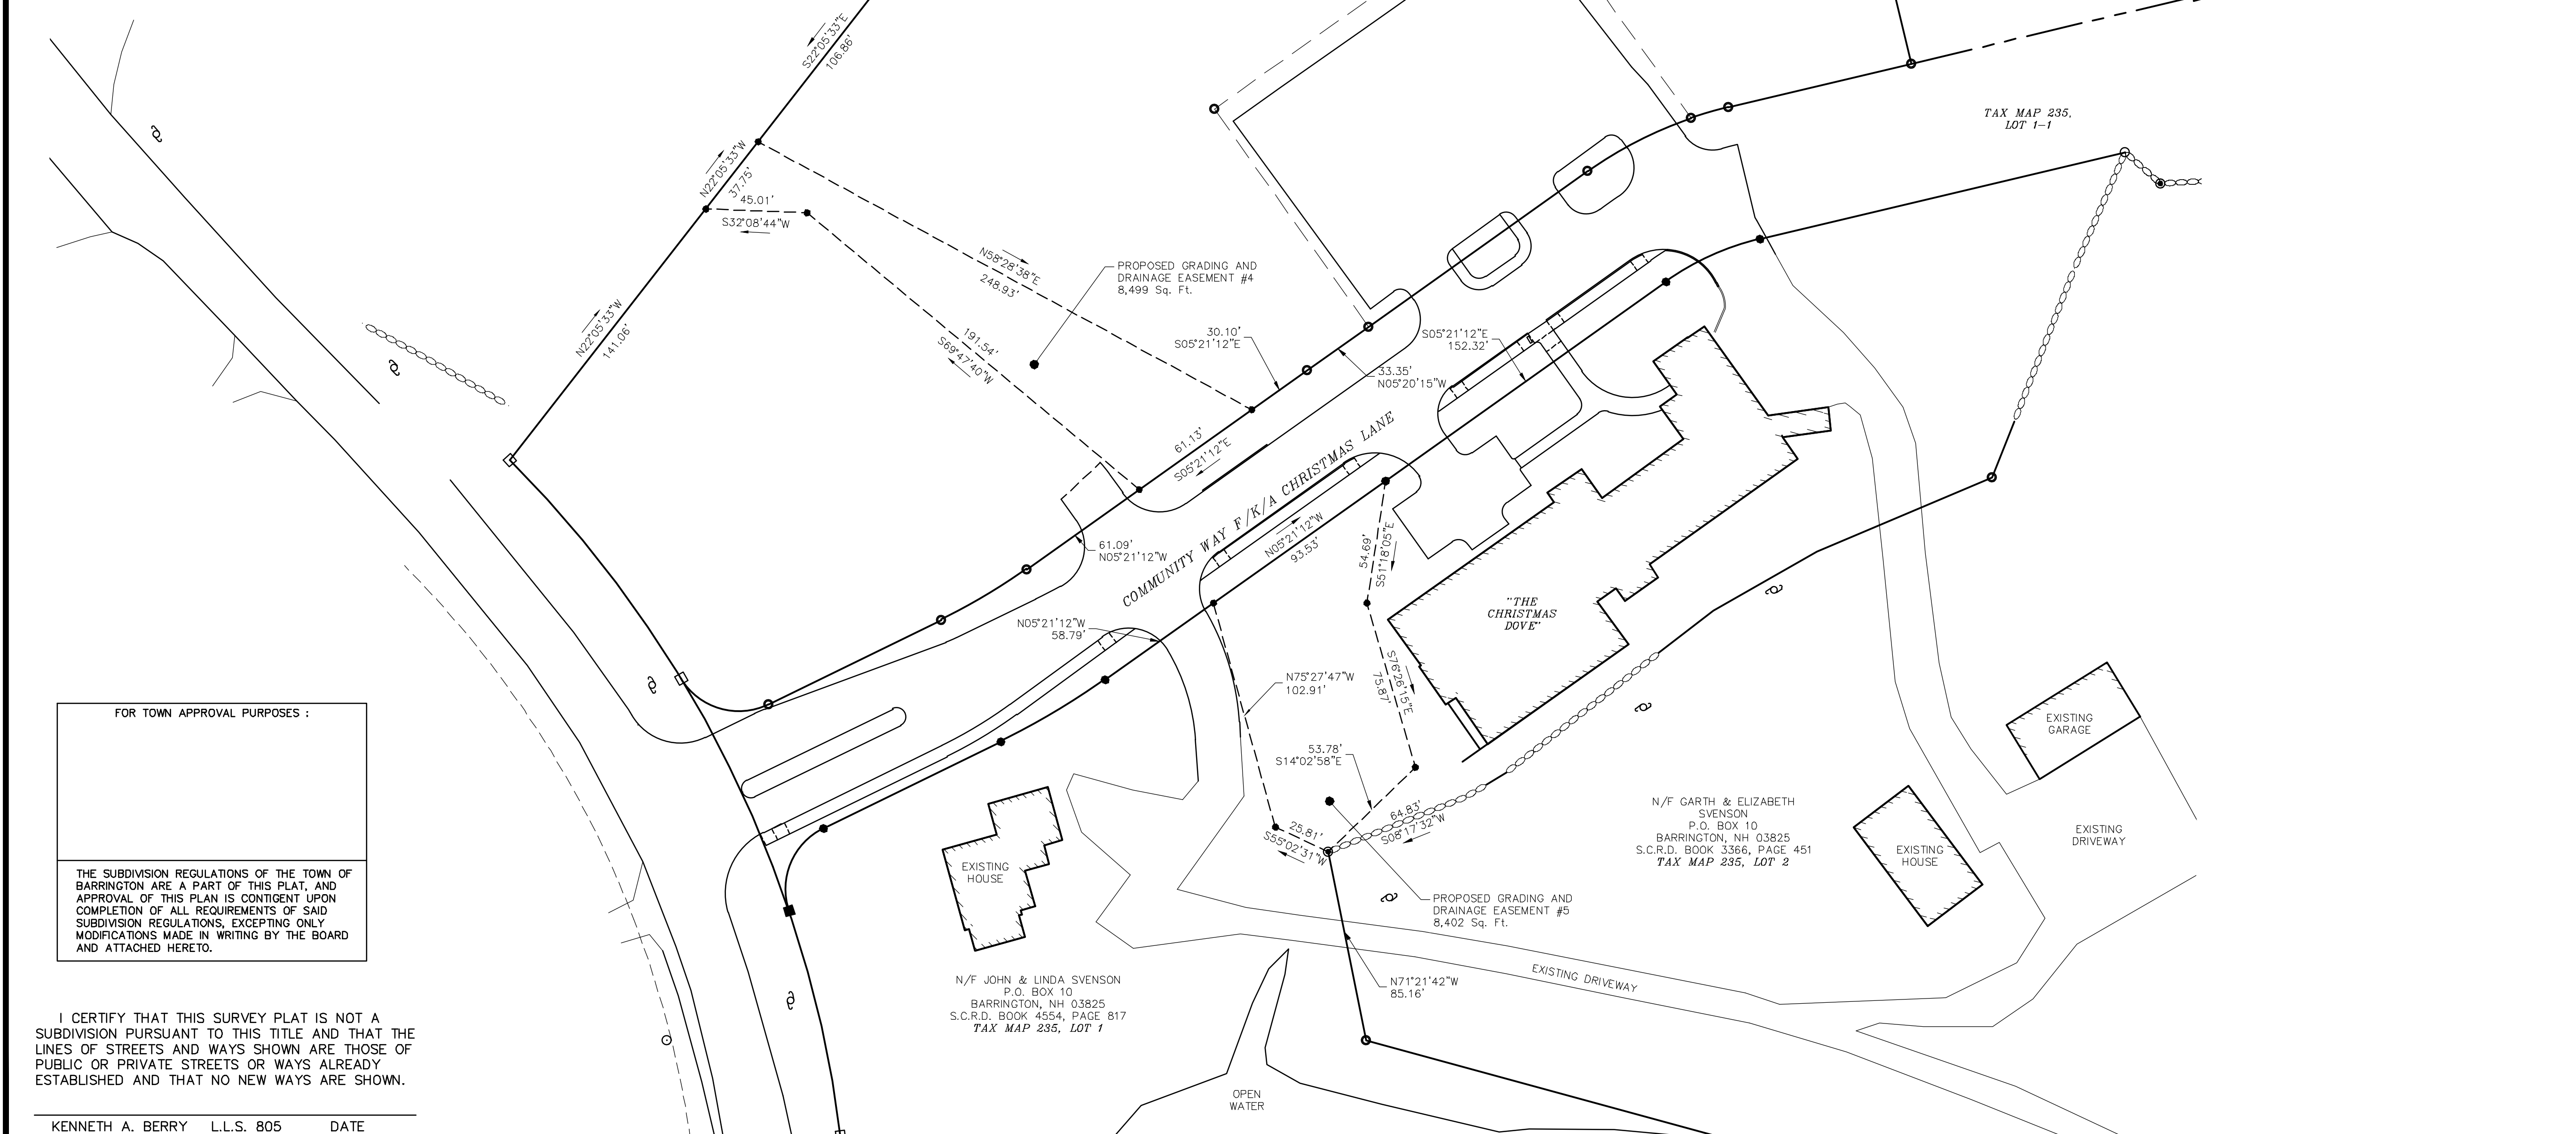 S22°05'33"E
106.86'
TAX MAP 235,
LOT 1-1
N22°05'33"W
37.75'
45.01'
S32°08'44"W
N58°28'38"E
248.93'
PROPOSED GRADING AND
DRAINAGE EASEMENT #4
8,499 Sq. Ft.
N22°05'33"W
141.06'
191.54'
S69°47'40"W
30.10'
S05°21'12"E
33.35'
N05°20'15"W
S05°21'12"E
152.32'
61.13'
S05°21'12"E
COMMUNITY WAY F/K/A CHRISTMAS LANE
61.09'
N05°21'12"W
N05°21'12"W
93.53'
54.69'
S51°18'05"E
"THE
CHRISTMAS
DOVE"
N05°21'12"W
58.79'
N75°27'47"W
102.91'
S76°26'15"E
75.87'
53.78'
S14°02'58"E
64.83'
S08°17'32"W
25.81'
S55°02'31"W
FOR TOWN APPROVAL PURPOSES :
THE SUBDIVISION REGULATIONS OF THE TOWN OF
BARRINGTON ARE A PART OF THIS PLAT, AND
APPROVAL OF THIS PLAN IS CONTIGENT UPON
COMPLETION OF ALL REQUIREMENTS OF SAID
SUBDIVISION REGULATIONS, EXCEPTING ONLY
MODIFICATIONS MADE IN WRITING BY THE BOARD
AND ATTACHED HERETO.
EXISTING
HOUSE
N/F GARTH & ELIZABETH
SVENSON
P.O. BOX 10
BARRINGTON, NH 03825
S.C.R.D. BOOK 3366, PAGE 451
TAX MAP 235, LOT 2
EXISTING
GARAGE
EXISTING
HOUSE
EXISTING
DRIVEWAY
PROPOSED GRADING AND
DRAINAGE EASEMENT #5
8,402 Sq. Ft.
EXISTING DRIVEWAY
N71°21'42"W
85.16'
N/F JOHN & LINDA SVENSON
P.O. BOX 10
BARRINGTON, NH 03825
S.C.R.D. BOOK 4554, PAGE 817
TAX MAP 235, LOT 1
OPEN
WATER
I CERTIFY THAT THIS SURVEY PLAT IS NOT A
SUBDIVISION PURSUANT TO THIS TITLE AND THAT THE
LINES OF STREETS AND WAYS SHOWN ARE THOSE OF
PUBLIC OR PRIVATE STREETS OR WAYS ALREADY
ESTABLISHED AND THAT NO NEW WAYS ARE SHOWN.
KENNETH A. BERRY L.L.S. 805 DATE